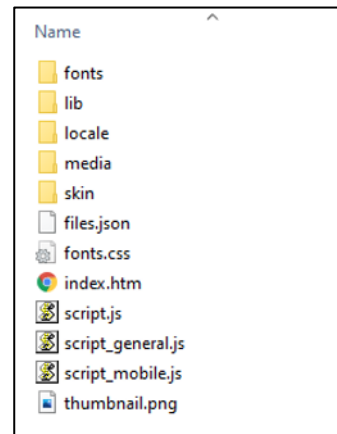 Name
fonts
lib
locale
media
skin
files.json
fonts.css
index.htm
script.js
script_general.js
script_mobile.js
thumbnail.png